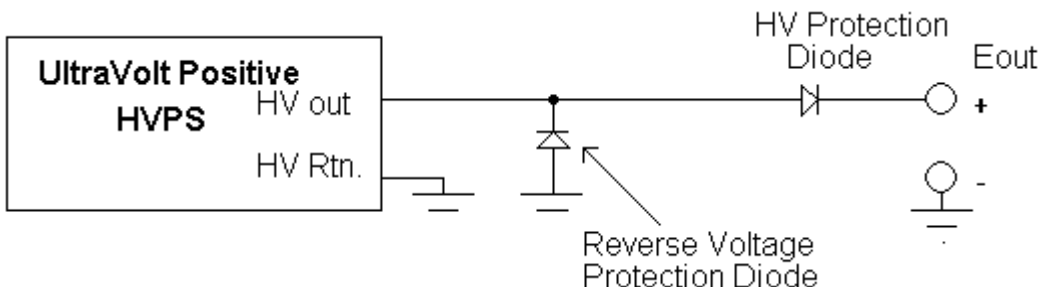 HV Protection
Diode
Eout
UltraVolt Positive
HVPS
HV out
+
HV Rtn.
-
Reverse Voltage
Protection Diode